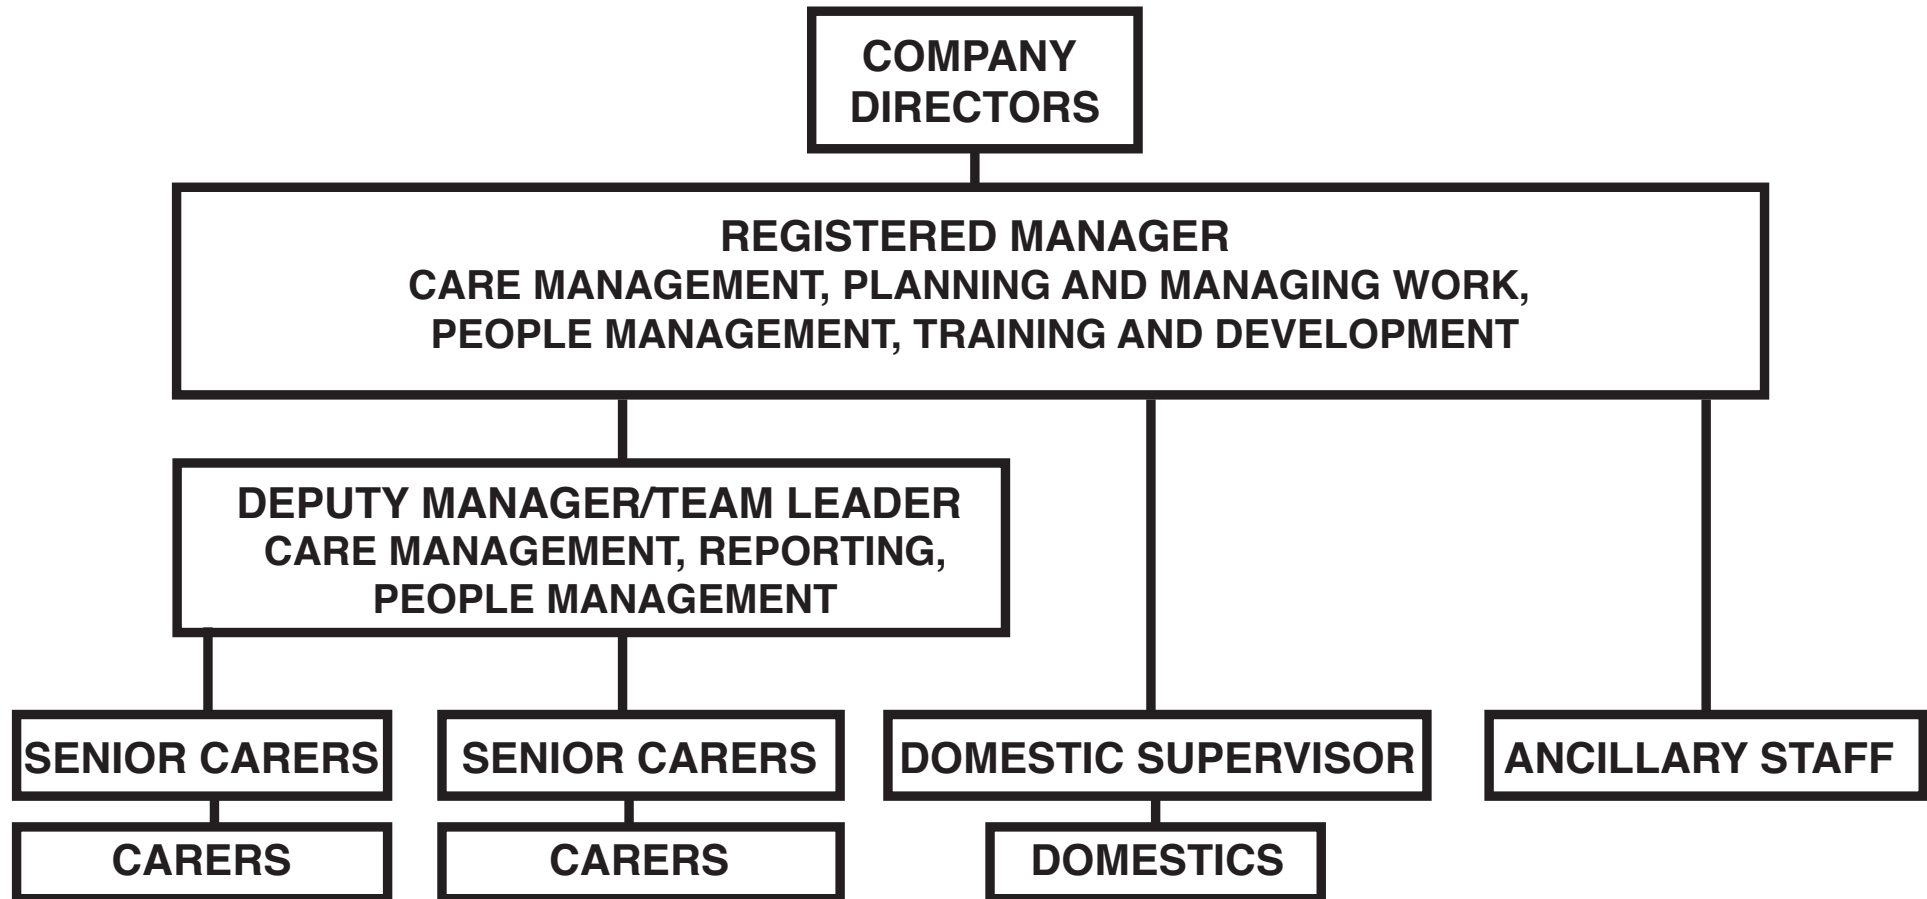 COMPANY
DIRECTORS
REGISTERED MANAGER
CARE MANAGEMENT, PLANNING AND MANAGING WORK,
PEOPLE MANAGEMENT, TRAINING AND DEVELOPMENT
DEPUTY MANAGER/TEAM LEADER
CARE MANAGEMENT, REPORTING,
PEOPLE MANAGEMENT
SENIOR CARERS
SENIOR CARERS
DOMESTIC SUPERVISOR
ANCILLARY STAFF
CARERS
CARERS
DOMESTICS